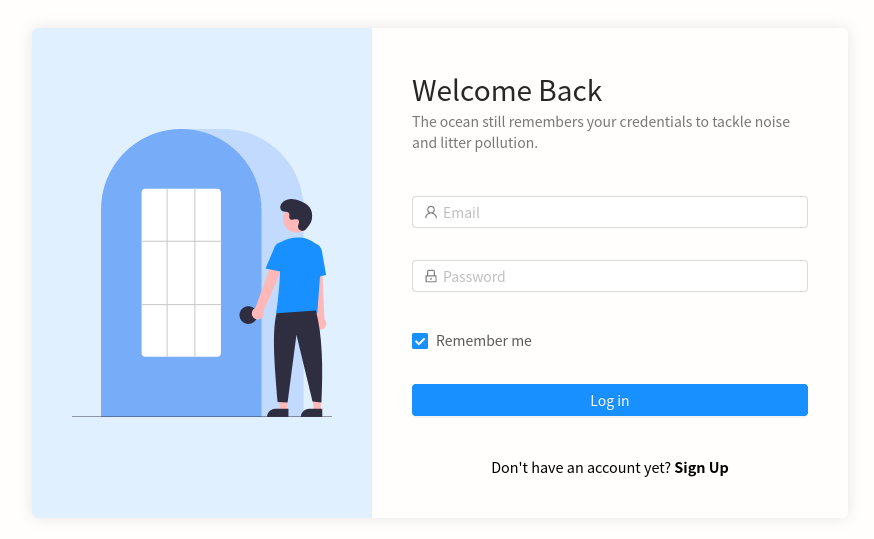 Welcome Back
The ocean still remembers your credentials to tackle noise
and litter pollution.
Email
Password
Remember me
Log in
Don't have an account yet? Sign Up